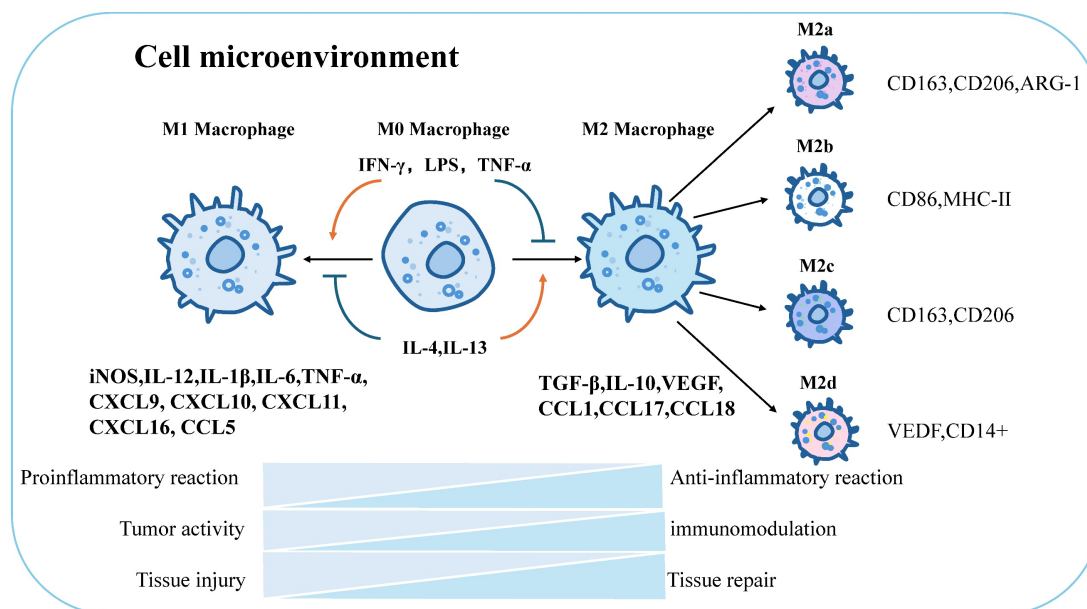 Cell microenvironment
M1 Macrophage
M0 Macrophage
M2 Macrophage
IFN-γ, LPS, TNF-α
IL-4,IL-13
iNOS,IL-12,IL-1β,IL-6,TNF-α,
CXCL9, CXCL10, CXCL11,
CXCL16, CCL5
TGF-β,IL-10,VEGF,
CCL1,CCL17,CCL18
M2a
CD163,CD206,ARG-1
M2b
CD86,MHC-II
M2c
CD163,CD206
M2d
VEDF,CD14+
Proinflammatory reaction
Anti-inflammatory reaction
Tumor activity
immunomodulation
Tissue injury
Tissue repair